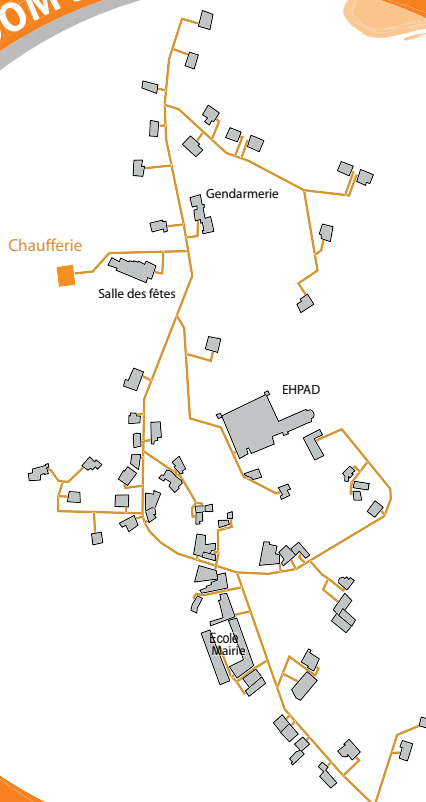 Gendarmerie
Chaufferie
Salle des fêtes
EHPAD
Ecole
Mairie